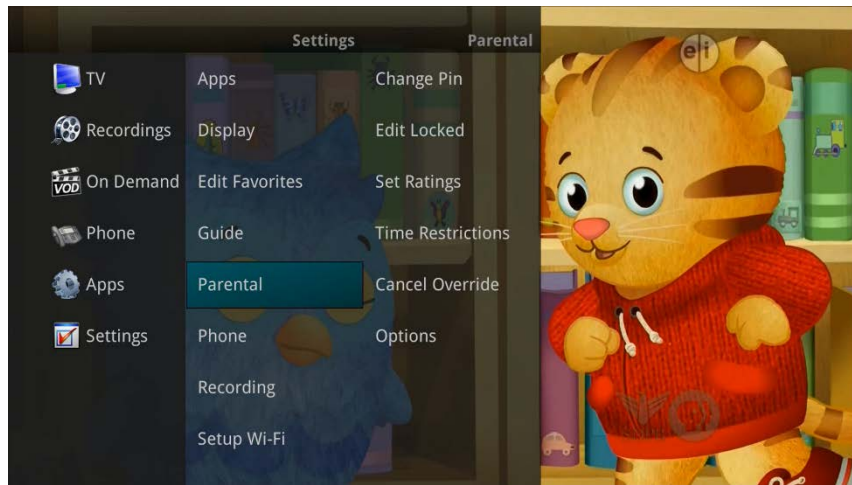 Settings
Parental
TV
Recordings
VOD
On Demand
Phone
Apps
Settings
Apps
Display
Edit Favorites
Guide
Parental
Phone
Recording
Setup Wi-Fi
Change Pin
Edit Locked
Set Ratings
Time Restrictions
Cancel Override
Options
e/i